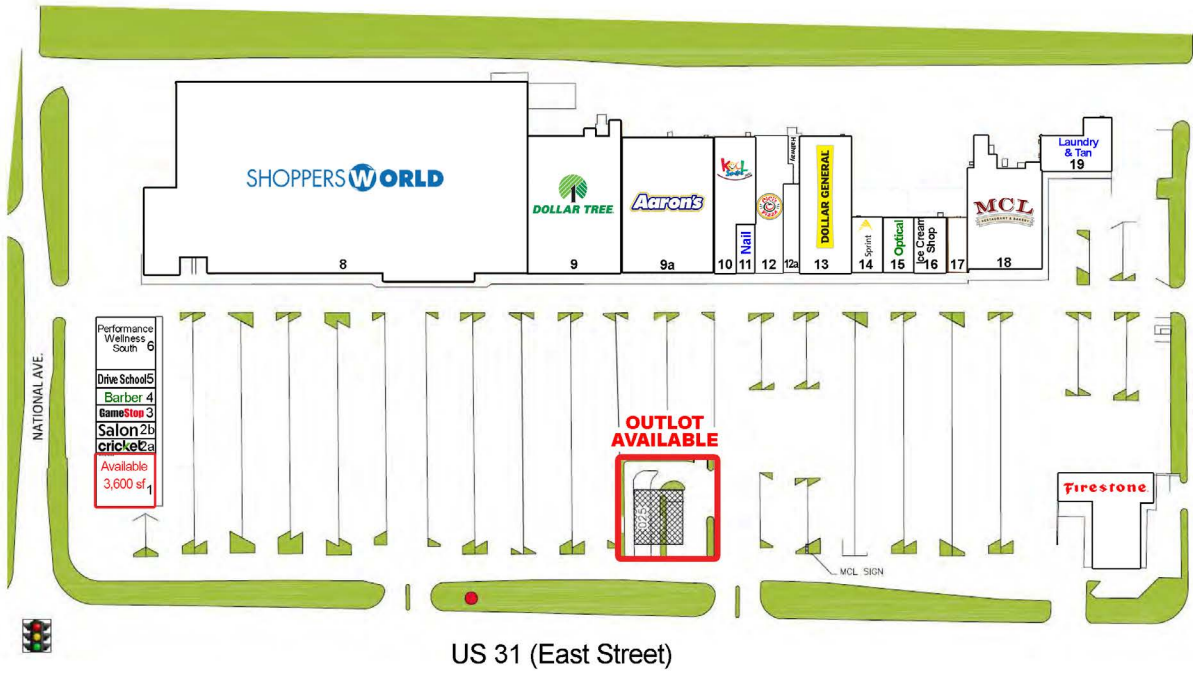 SHOPPERS WORLD
8
DOLLAR TREE
9
Aaron's
9a
10
Nail
11
12
12a
DOLLAR GENERAL
13
Sprint
14
Optical
15
Ice Cream
Shop
16
17
MCL
RESTAURANT & BAKERY
18
Laundry
& Tan
19
Performance
Wellness
South 6
Drive School 5
Barber 4
GameStop 3
Salon 2b
cricket 2a
Available
3,600 sf
1
NATIONAL AVE.
OUTLOT
AVAILABLE
Firestone
MCL SIGN
US 31 (East Street)